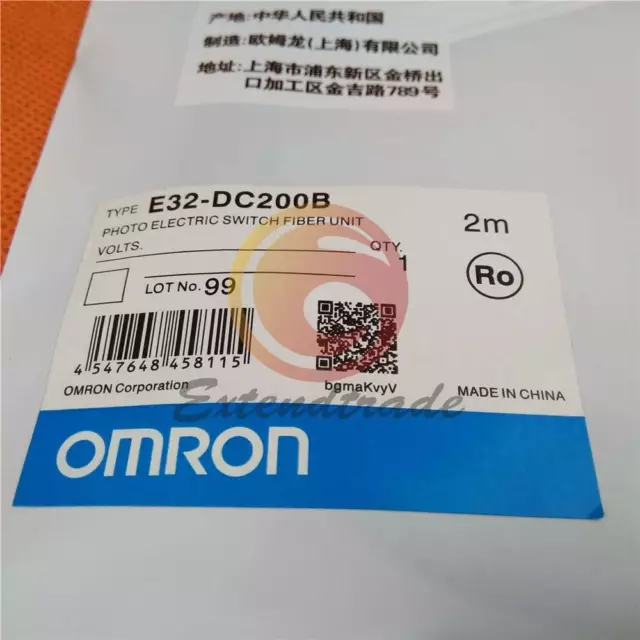 产地: 中华人民共和国
制造: 欧姆龙(上海)有限公司
地址: 上海市浦东新区金桥出
口加工区金吉路789号
TYPE E32-DC200B 2m
PHOTO ELECTRIC SWITCH FIBER UNIT
VOLTS. QTY.
1
Ro
LOT No. 99
4 547648 458115
bgmaKvyV
OMRON Corporation
MADE IN CHINA
Extendtrade
OMRON